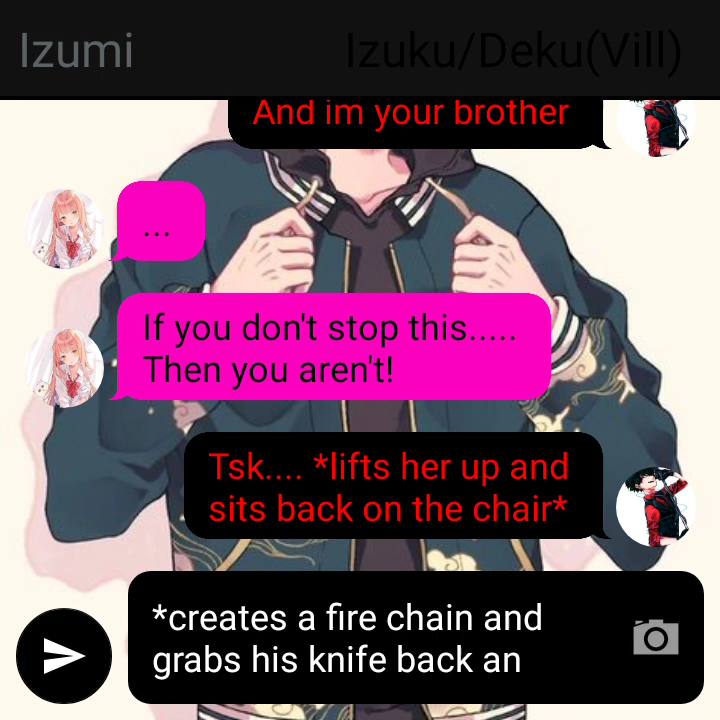 Izumi
Izuku/Deku(Vill)
And im your brother
...
If you don't stop this.....
Then you aren't!
Tsk.... *lifts her up and
sits back on the chair*
*creates a fire chain and
grabs his knife back an